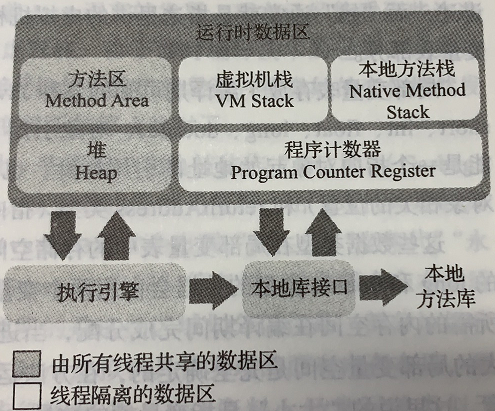 运行时数据区
方法区
Method Area
虚拟机栈
VM Stack
本地方法栈
Native Method
Stack
堆
Heap
程序计数器
Program Counter Register
执行引擎
本地库接口
本地
方法库
由所有线程共享的数据区
线程隔离的数据区